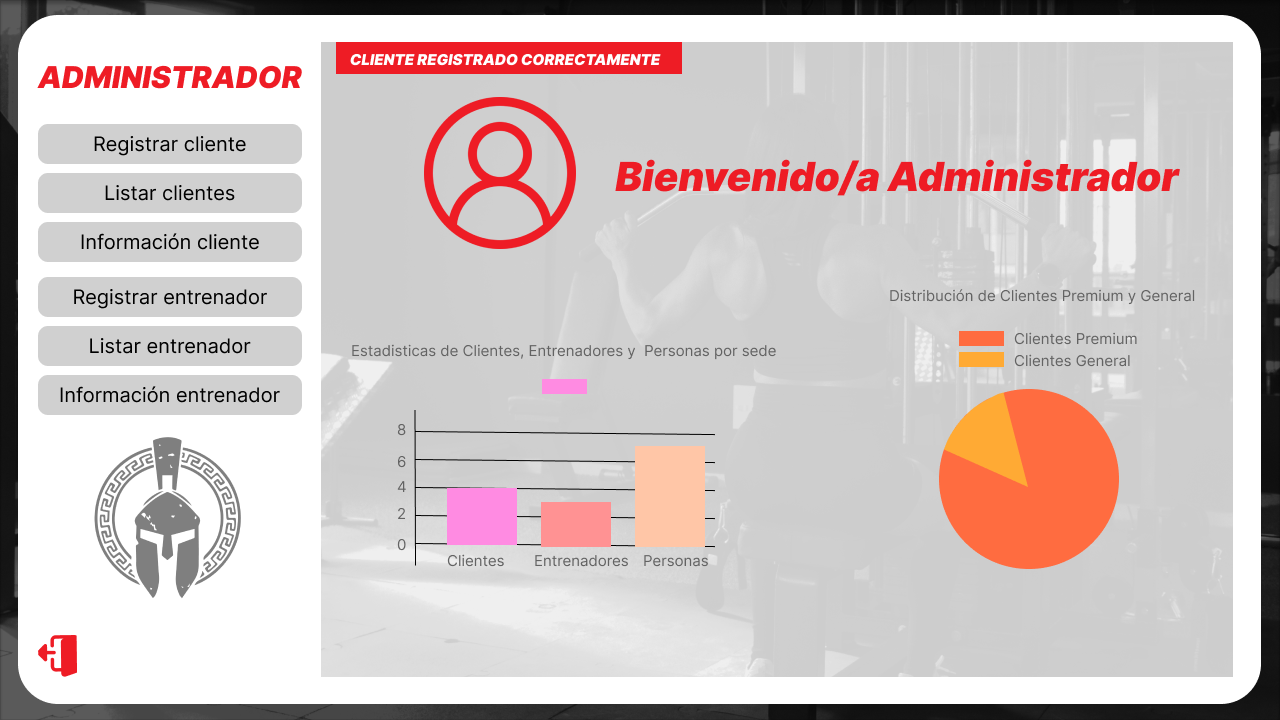 ADMINISTRADOR
Registrar cliente
Listar clientes
Información cliente
Registrar entrenador
Listar entrenador
Información entrenador
CLIENTE REGISTRADO CORRECTAMENTE
Bienvenido/a Administrador
Estadisticas de Clientes, Entrenadores y Personas por sede
8
6
4
2
0
Clientes Entrenadores Personas
Distribución de Clientes Premium y General
Clientes Premium
Clientes General